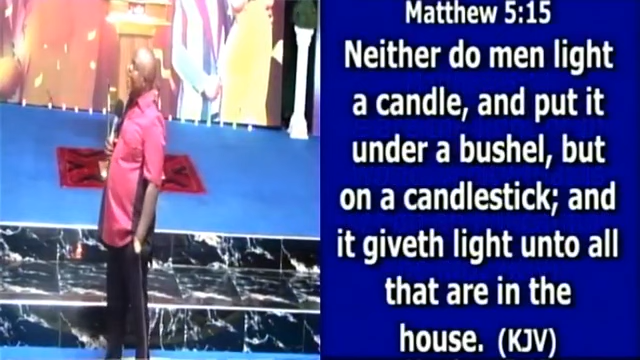 Matthew 5:15
Neither do men light
a candle, and put it
under a bushel, but
on a candlestick; and
it giveth light unto all
that are in the
house. (KJV)